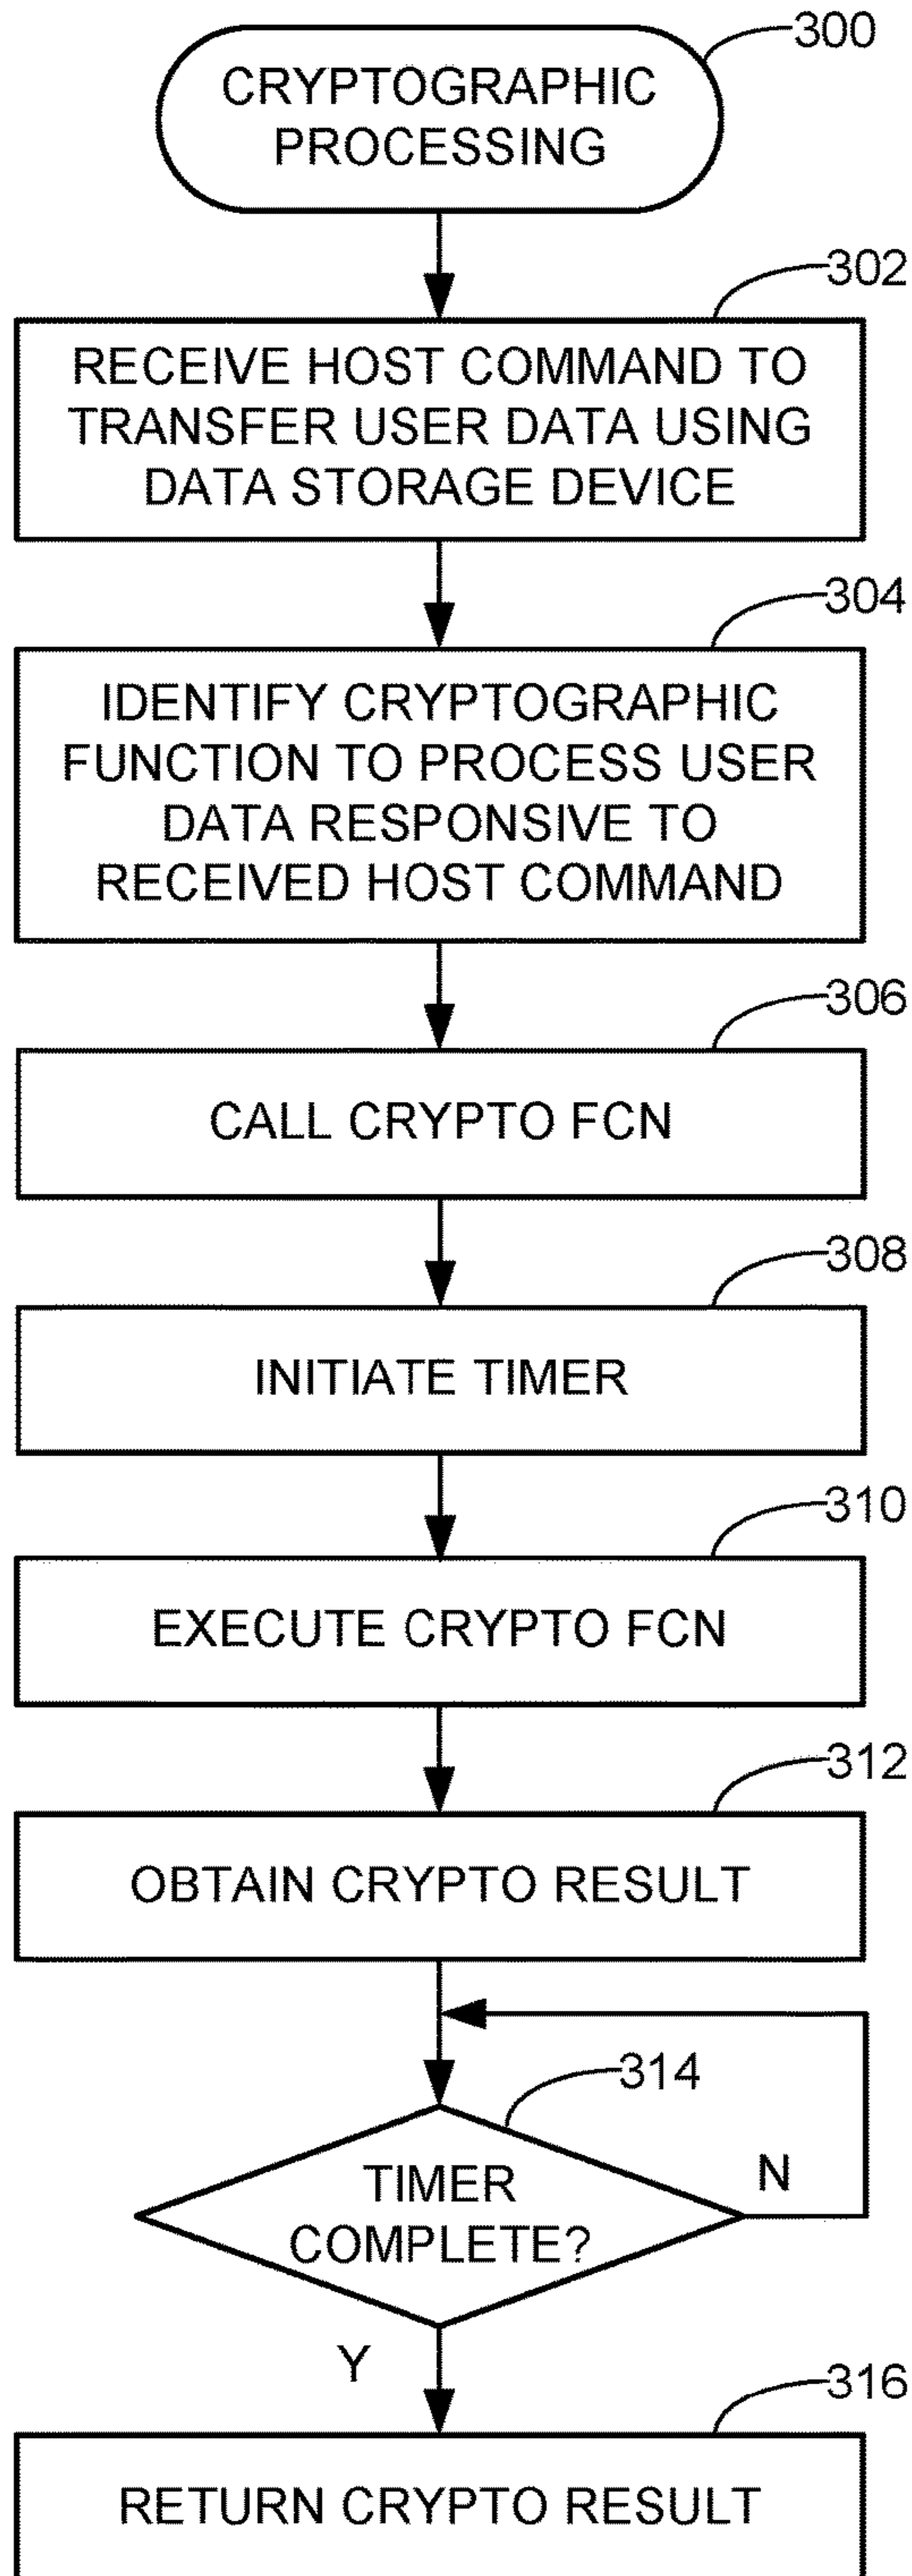 300
CRYPTOGRAPHIC
PROCESSING
302
RECEIVE HOST COMMAND TO
TRANSFER USER DATA USING
DATA STORAGE DEVICE
304
IDENTIFY CRYPTOGRAPHIC
FUNCTION TO PROCESS USER
DATA RESPONSIVE TO
RECEIVED HOST COMMAND
306
CALL CRYPTO FCN
308
INITIATE TIMER
310
EXECUTE CRYPTO FCN
312
OBTAIN CRYPTO RESULT
314
TIMER
COMPLETE?
N
Y
316
RETURN CRYPTO RESULT